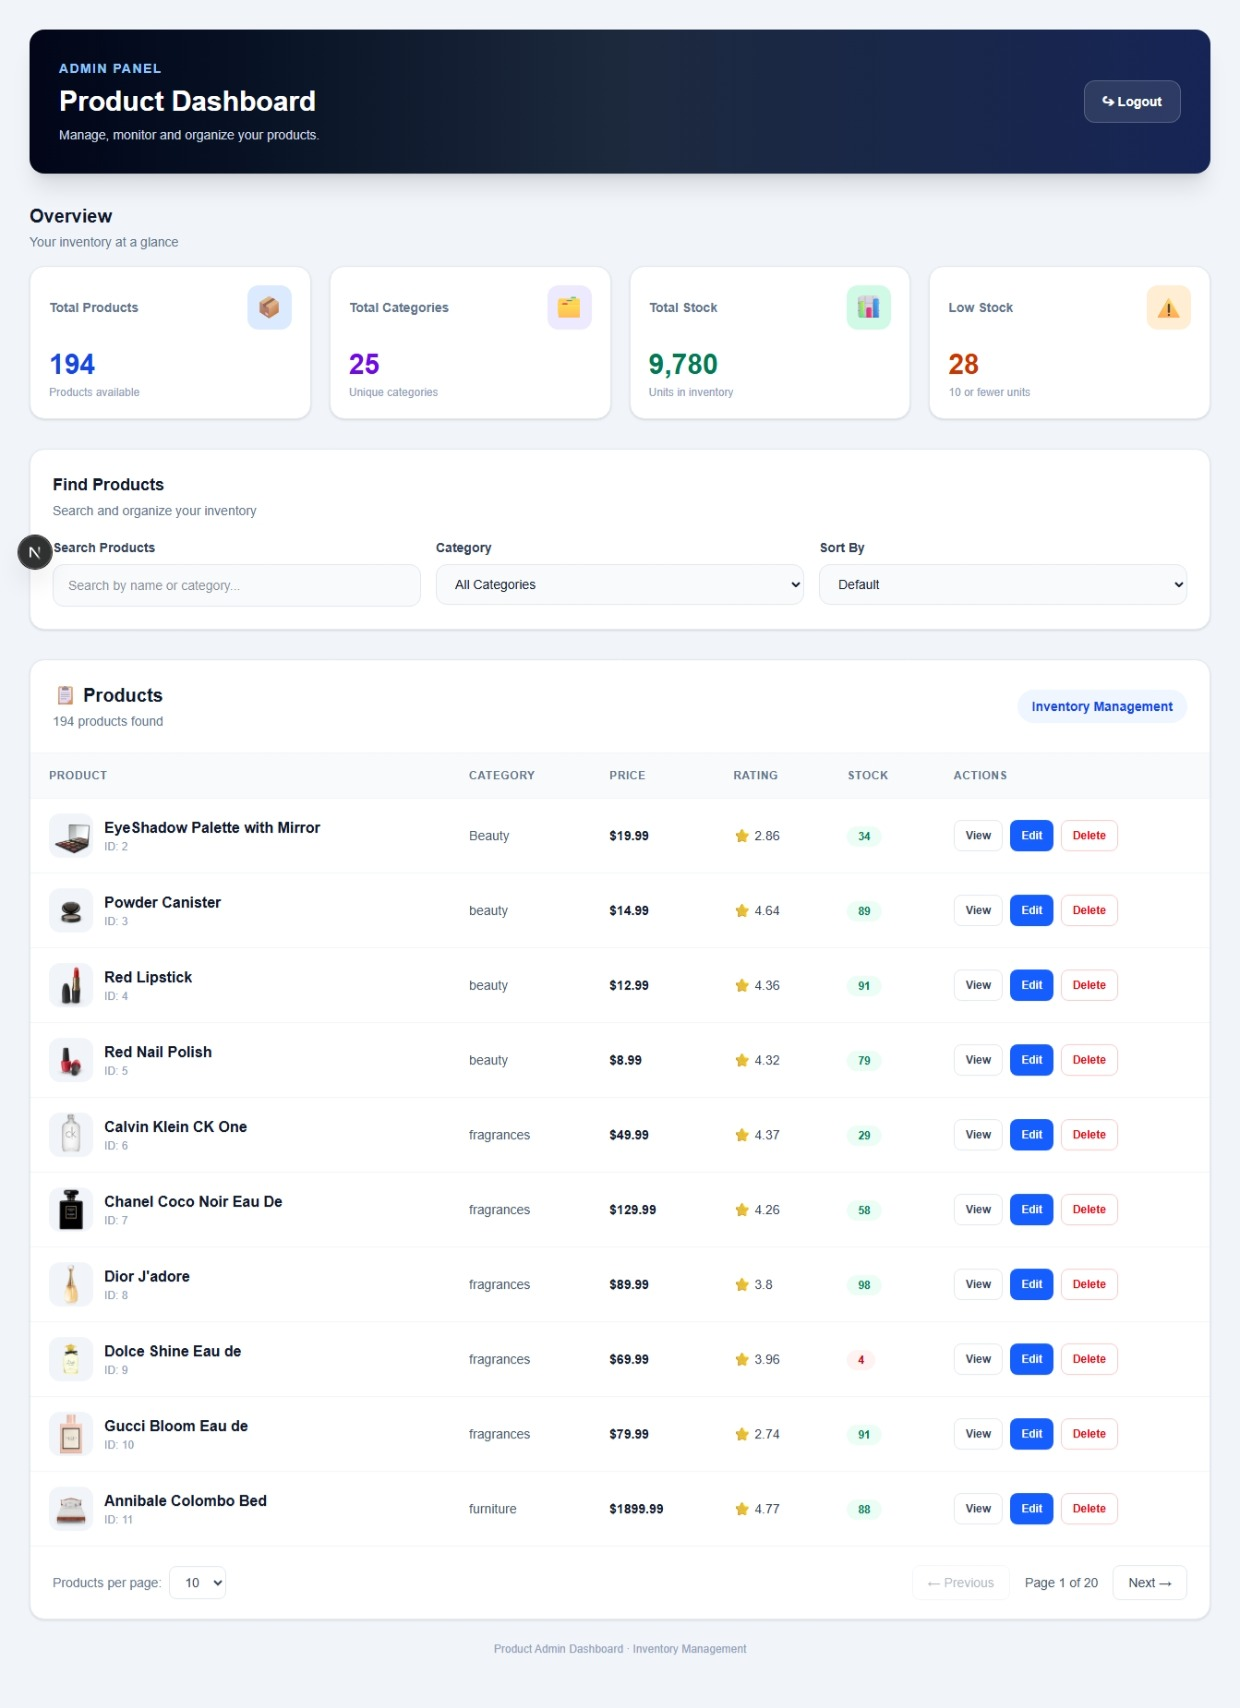 ADMIN PANEL
Product Dashboard
Manage, monitor and organize your products.
↪ Logout
Overview
Your inventory at a glance
Total Products
194
Products available
Total Categories
25
Unique categories
Total Stock
9,780
Units in inventory
Low Stock
28
10 or fewer units
Find Products
Search and organize your inventory
N
Search Products
Search by name or category...
Category
All Categories
Sort By
Default
Products
194 products found
Inventory Management
PRODUCT CATEGORY PRICE RATING STOCK ACTIONS
EyeShadow Palette with Mirror
ID: 2
Beauty $19.99 2.86 34 View Edit Delete
Powder Canister
ID: 3
beauty $14.99 4.64 89 View Edit Delete
Red Lipstick
ID: 4
beauty $12.99 4.36 91 View Edit Delete
Red Nail Polish
ID: 5
beauty $8.99 4.32 79 View Edit Delete
Calvin Klein CK One
ID: 6
fragrances $49.99 4.37 29 View Edit Delete
Chanel Coco Noir Eau De
ID: 7
fragrances $129.99 4.26 58 View Edit Delete
Dior J'adore
ID: 8
fragrances $89.99 3.8 98 View Edit Delete
Dolce Shine Eau de
ID: 9
fragrances $69.99 3.96 4 View Edit Delete
Gucci Bloom Eau de
ID: 10
fragrances $79.99 2.74 91 View Edit Delete
Annibale Colombo Bed
ID: 11
furniture $1899.99 4.77 88 View Edit Delete
Products per page: 10
← Previous Page 1 of 20 Next →
Product Admin Dashboard · Inventory Management